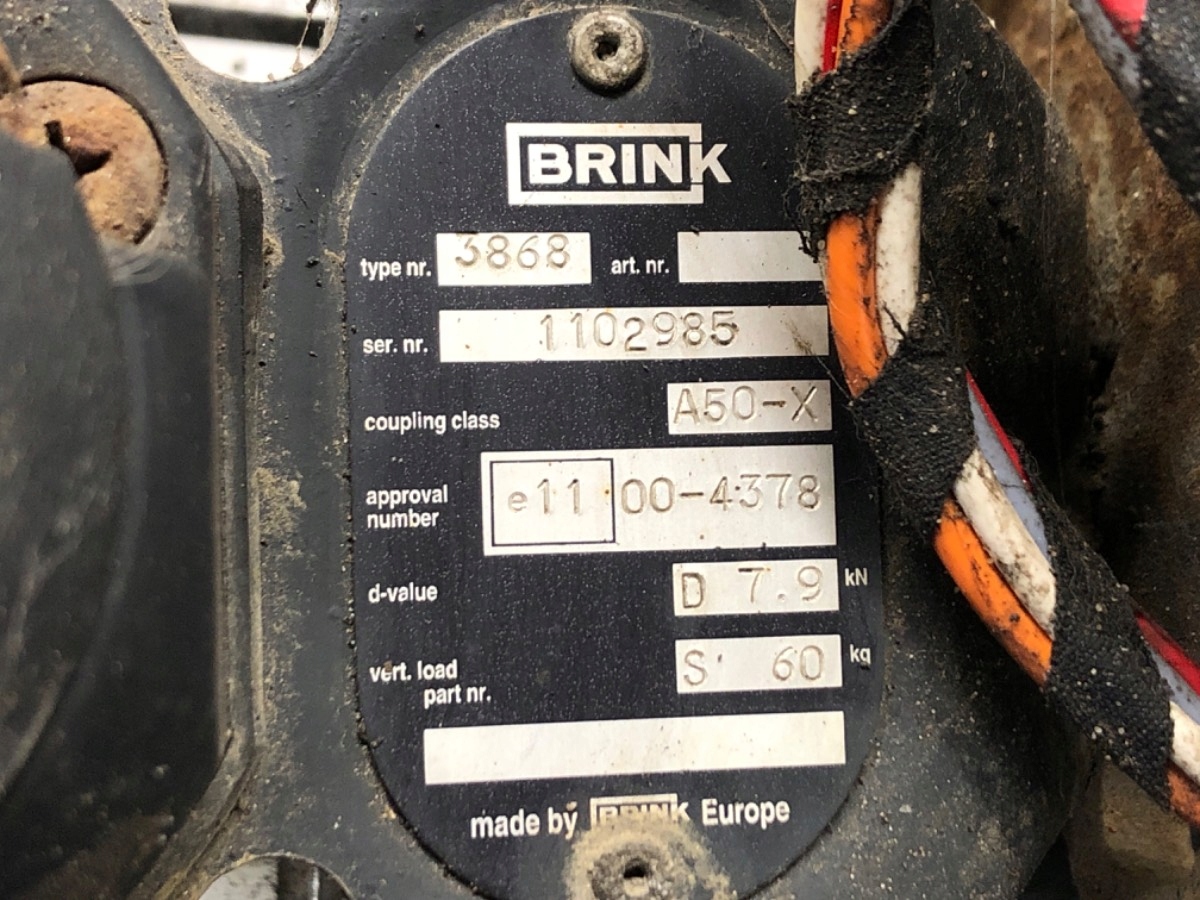 BRINK
type nr. 3868 art. nr.
ser. nr. 1102985
coupling class A50-X
approval number e11 00-4378
d-value D 7.9 kN
vert. load S 60 kg
part nr.
made by BRINK Europe